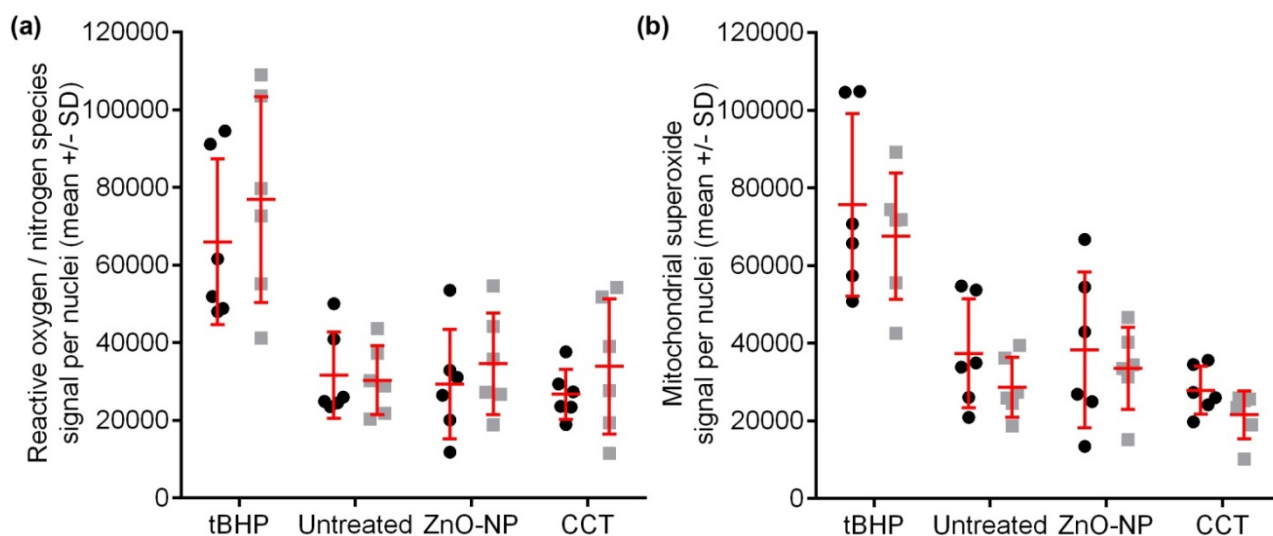 (a)
Reactive oxygen / nitrogen species
signal per nuclei (mean +/- SD)
120000
100000
80000
60000
40000
20000
0
tBHP Untreated ZnO-NP CCT
(b)
Mitochondrial superoxide
signal per nuclei (mean +/- SD)
120000
100000
80000
60000
40000
20000
0
tBHP Untreated ZnO-NP CCT